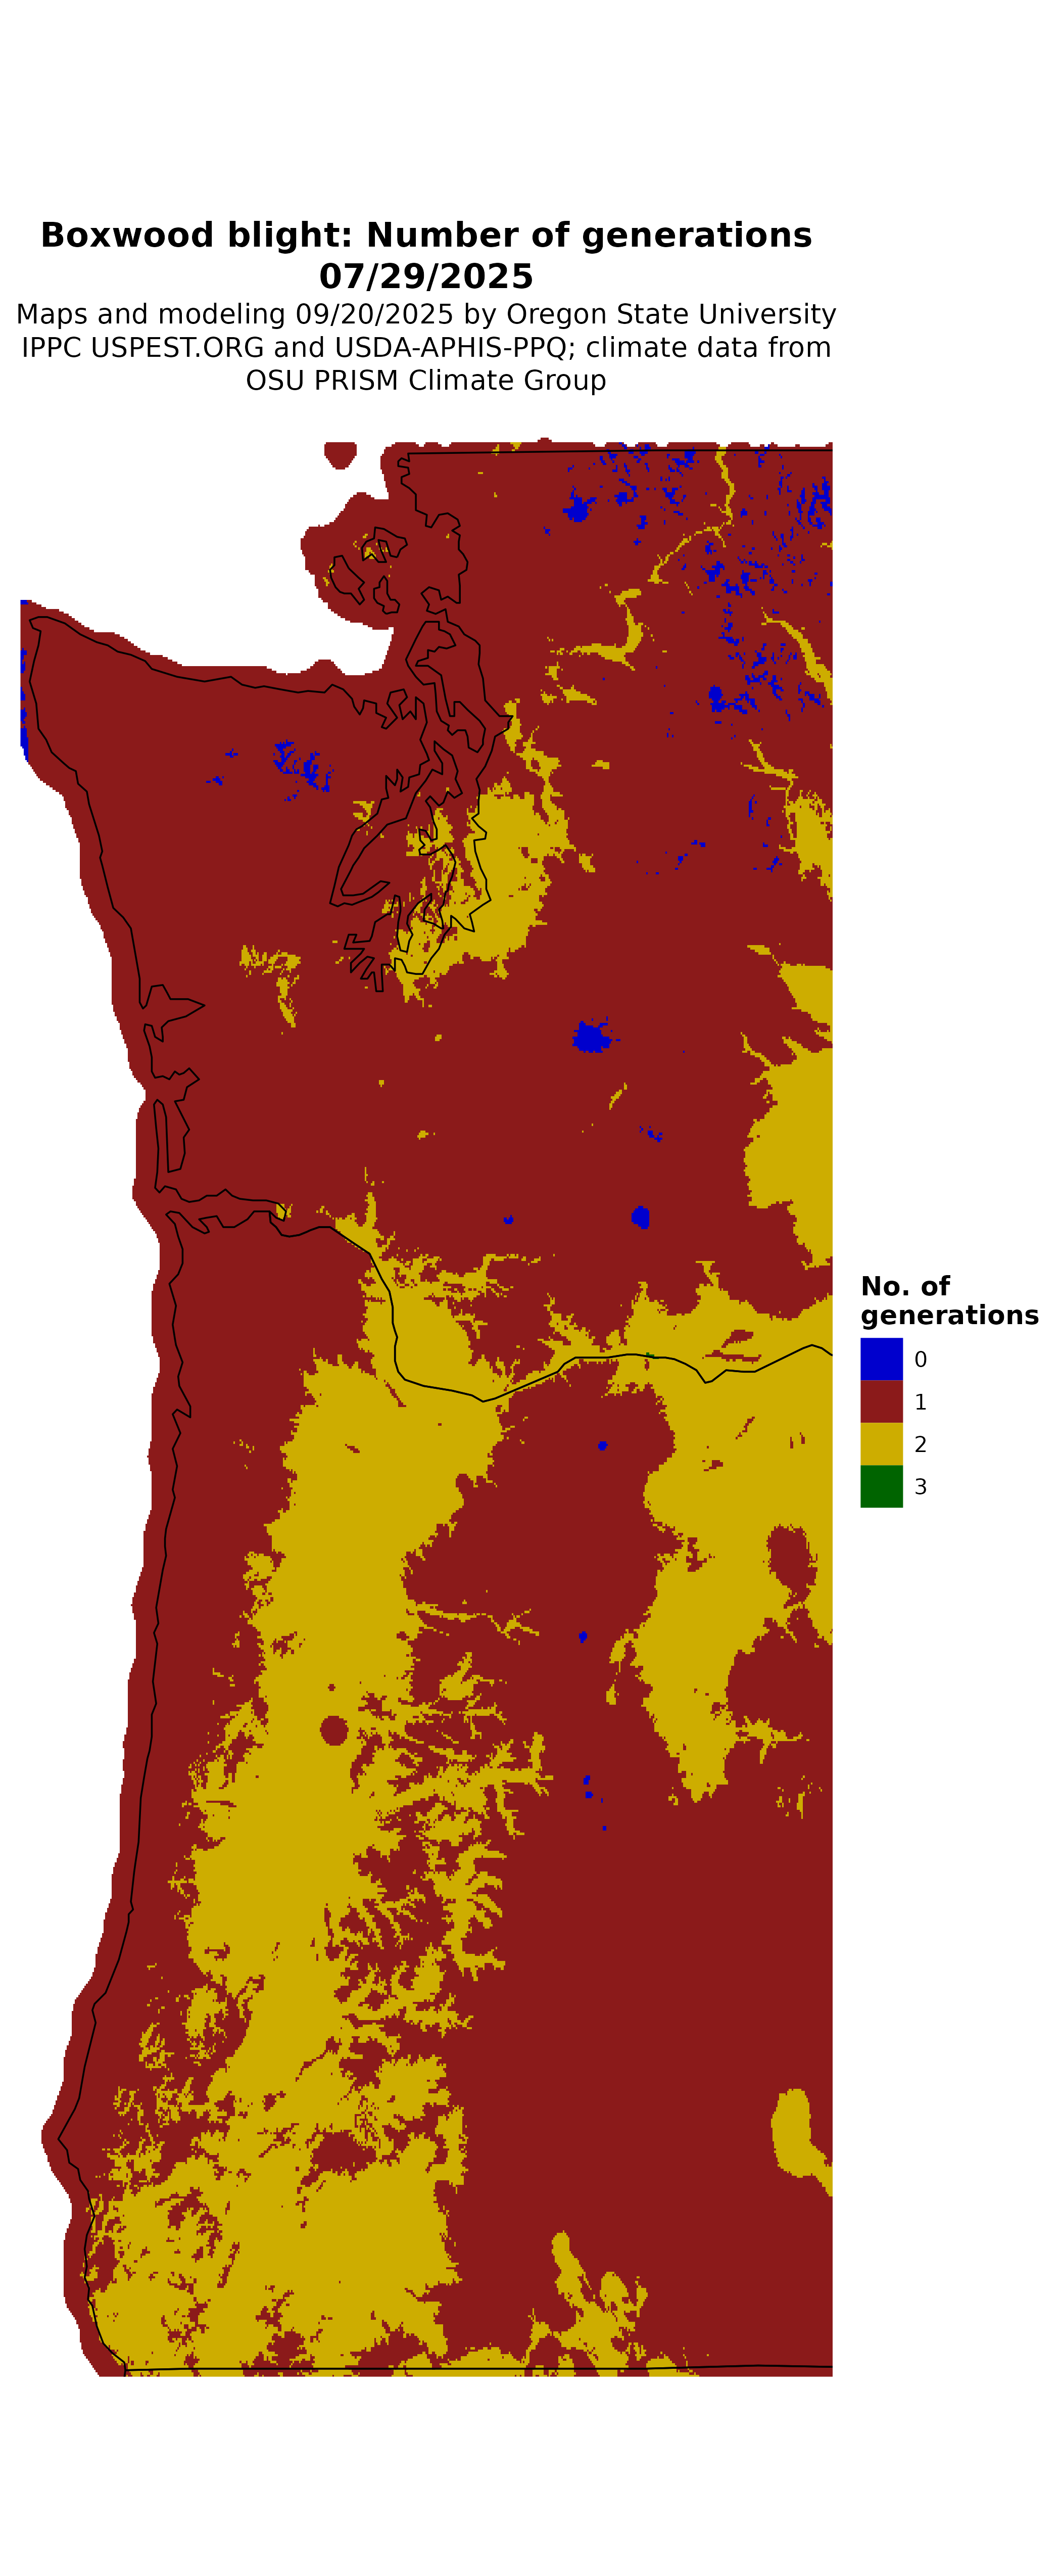 Boxwood blight: Number of generations
07/29/2025
Maps and modeling 09/20/2025 by Oregon State University
IPPC USPEST.ORG and USDA-APHIS-PPQ; climate data from
OSU PRISM Climate Group
No. of
generations
0
1
2
3